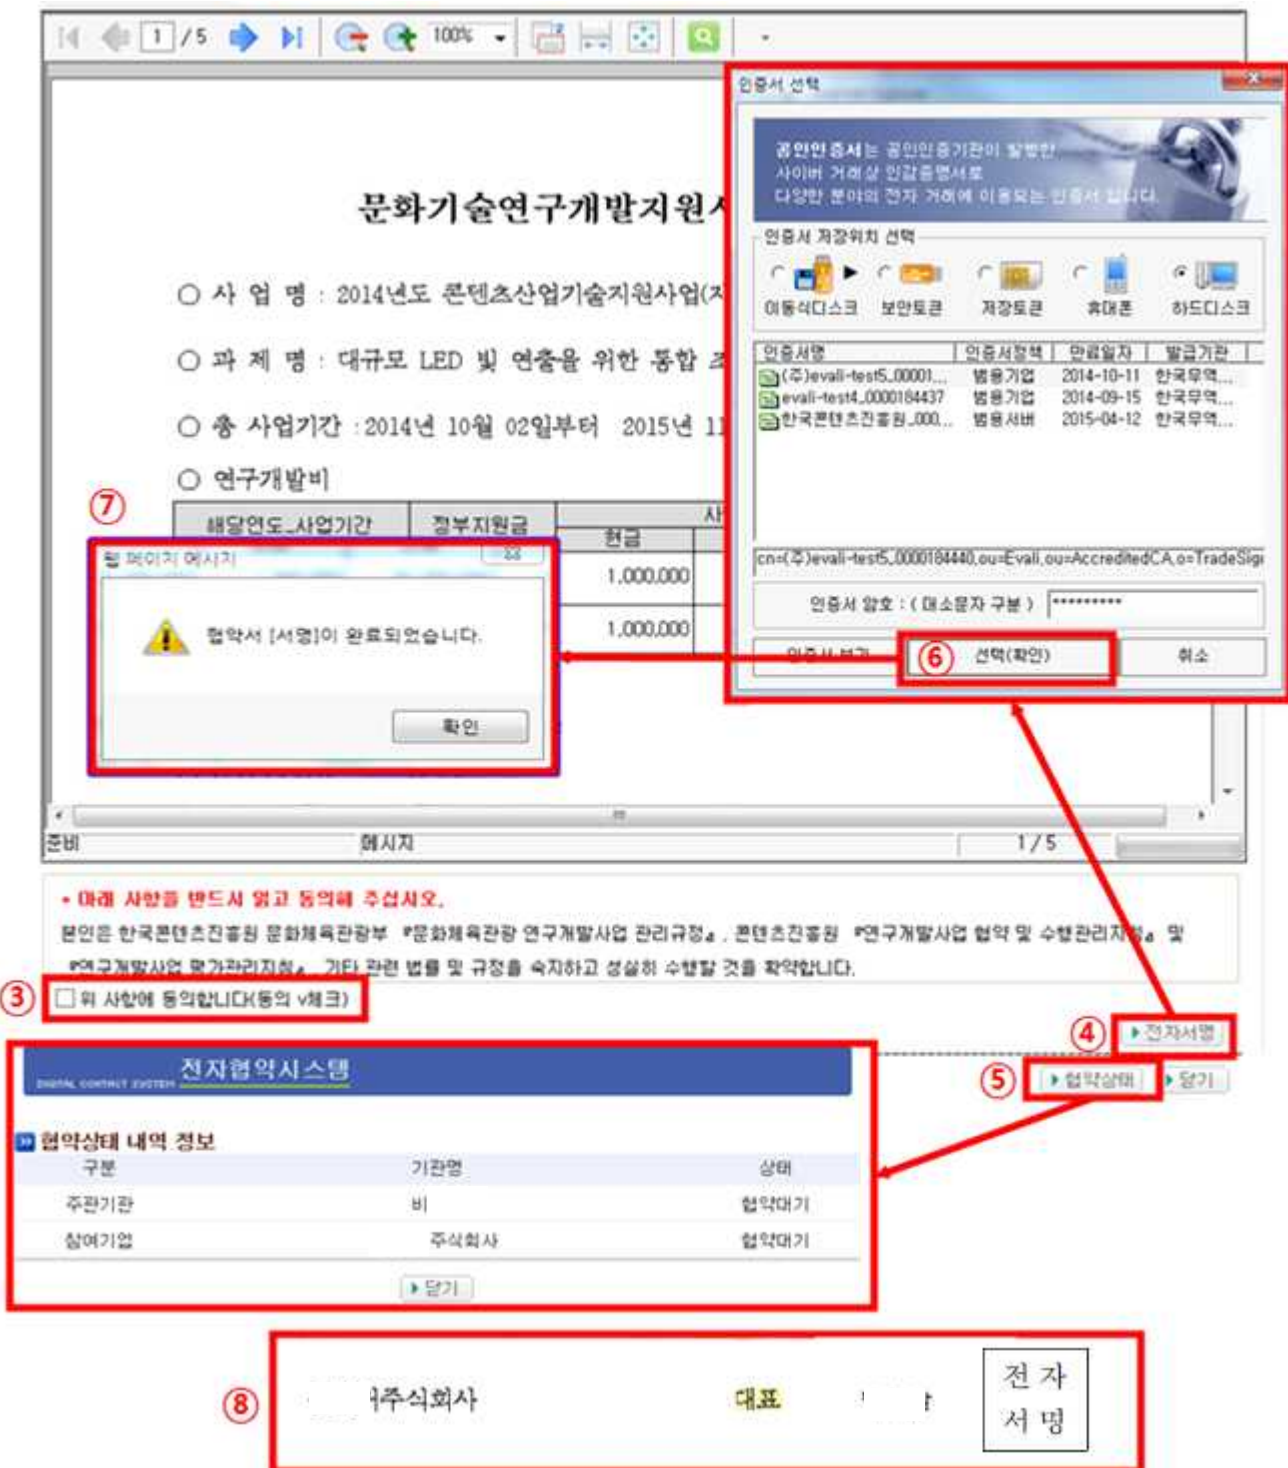 1 / 5 100%
문화기술연구개발지원사
○ 사 업 명 : 2014년도 콘텐츠산업기술지원사업(지
○ 과 제 명 : 대규모 LED 빛 연출을 위한 통합 조
○ 총 사업기간 : 2014년 10월 02일부터 2015년 11
○ 연구개발비
⑦
해당연도_사업기간 정부지원금 사
현금
1,000,000
1,000,000
웹 페이지 메시지
협약서 [서명]이 완료되었습니다.
확인
인증서 선택
공인인증서는 공인인증기관이 발행한
사이버 거래상 인감증명서로
다양한 분야의 전자 거래에 이용되는 인증서 입니다.
인증서 저장위치 선택
이동식디스크 보안토큰 저장토큰 휴대폰 하드디스크
인증서명 인증서정책 만료일자 발급기관
(주)evali-test5_00001... 범용기업 2014-10-11 한국무역...
evali-test4_0000184437 범용기업 2014-09-15 한국무역...
한국콘텐츠진흥원_000... 범용서버 2015-04-12 한국무역...
cn=(주)evali-test5_0000184440,ou=Evali,ou=AccreditedCA,o=TradeSig
인증서 암호 : ( 대소문자 구분 ) *********
인증서 보기 ⑥ 선택(확인) 취소
준비 메시지 1 / 5
• 아래 사항을 반드시 읽고 동의해 주십시오.
본인은 한국콘텐츠진흥원 문화체육관광부 『문화체육관광 연구개발사업 관리규정』, 콘텐츠진흥원 『연구개발사업 협약 및 수행관리지침』 및
『연구개발사업 평가관리지침』, 기타 관련 법률 및 규정을 숙지하고 성실히 수행할 것을 확약합니다.
③ 위 사항에 동의합니다(동의 v체크)
④ 전자서명
⑤ 협약상태 닫기
DIGITAL CONTRACT SYSTEM 전자협약시스템
협약상태 내역 정보
구분 기관명 상태
주관기관 비 협약대기
참여기업 주식회사 협약대기
닫기
⑧ 주식회사 대표 전 자
서 명